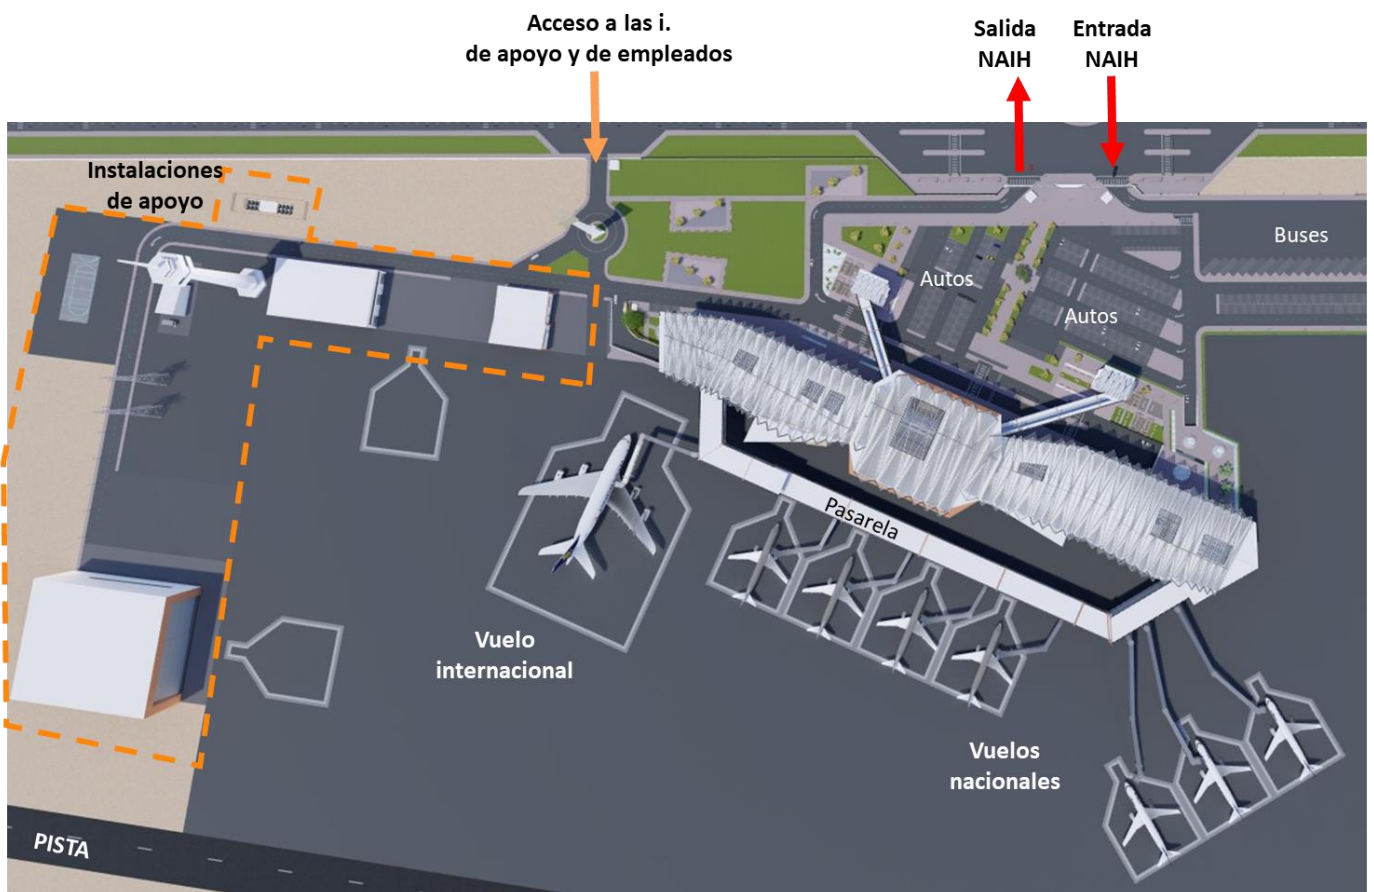 Acceso a las i.
de apoyo y de empleados
Salida
NAIH
Entrada
NAIH
Instalaciones
de apoyo
Buses
Autos
Autos
Pasarela
Vuelo
internacional
Vuelos
nacionales
PISTA